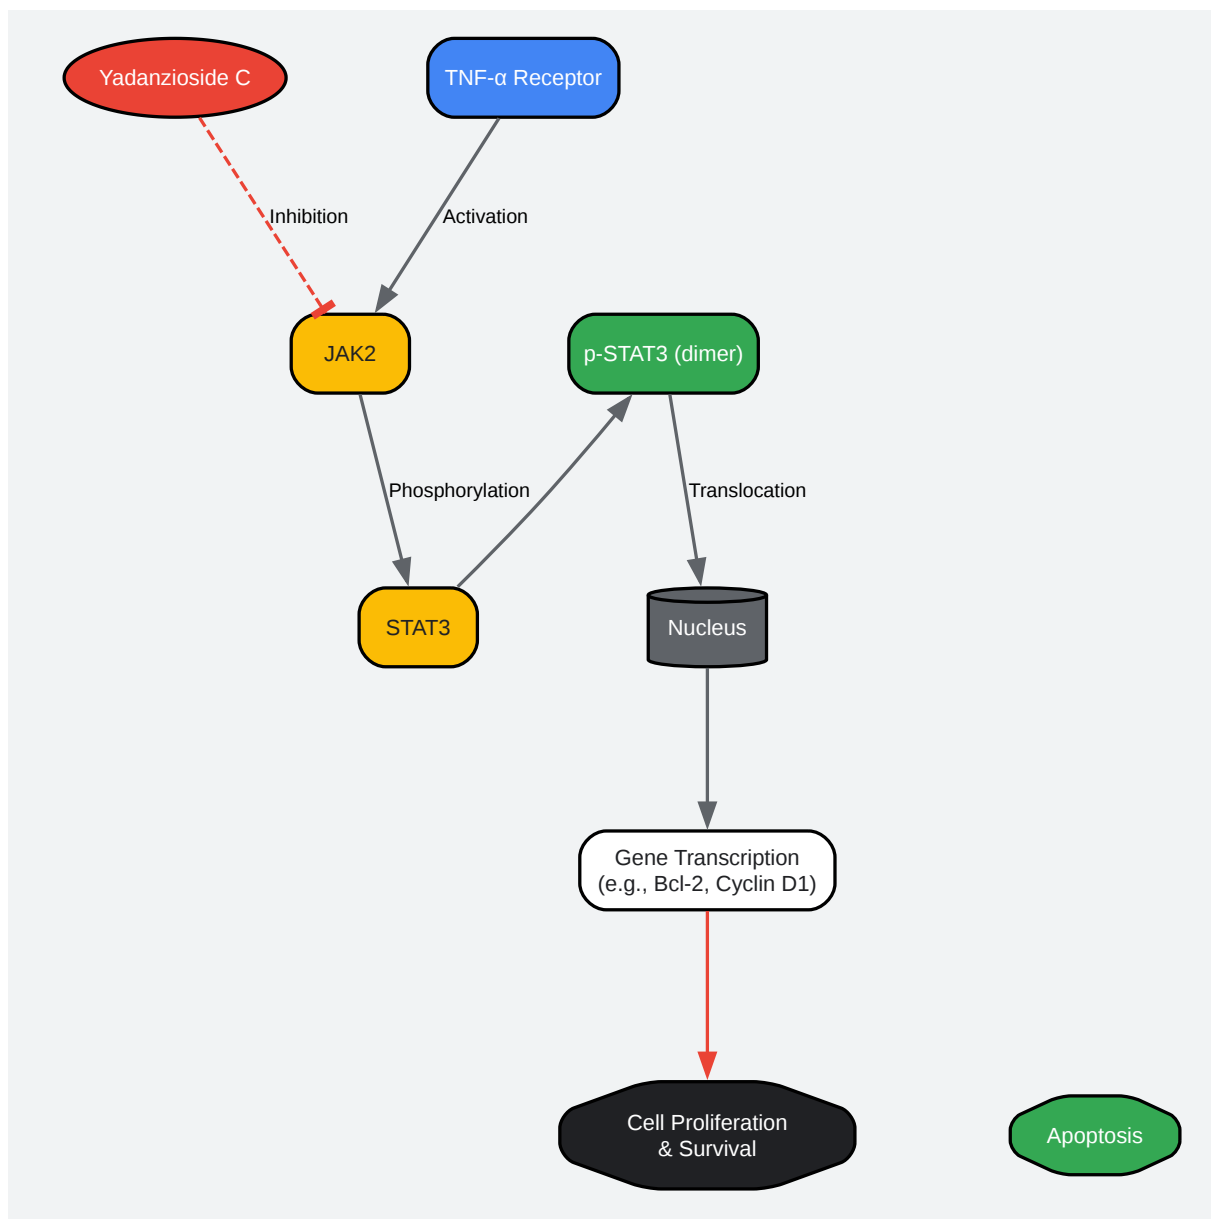 Yadanzioside C
TNF-α Receptor
Inhibition
Activation
JAK2
p-STAT3 (dimer)
Phosphorylation
Translocation
STAT3
Nucleus
Gene Transcription
(e.g., Bcl-2, Cyclin D1)
Cell Proliferation
& Survival
Apoptosis